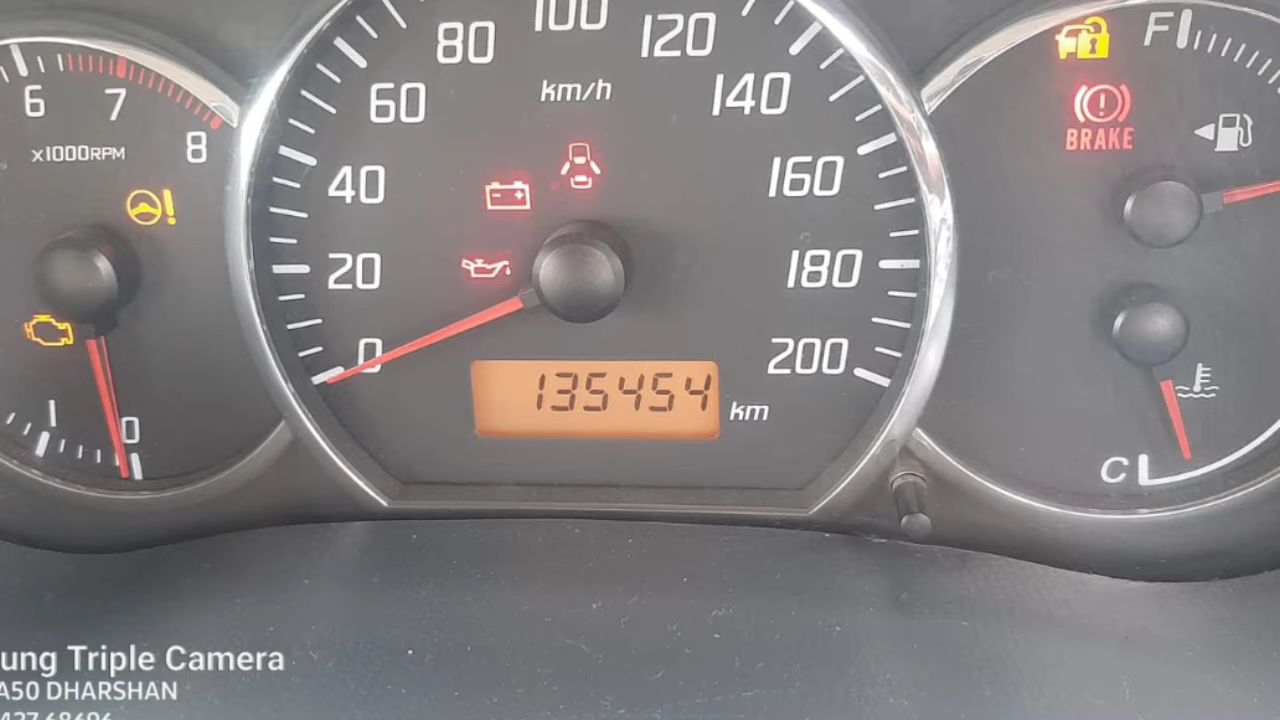 80 100 120
60 km/h 140
40 160
20 180
0 200
135454 km
6 7 8
x1000RPM
1 0
F
BRAKE
C
ung Triple Camera
A50 DHARSHAN